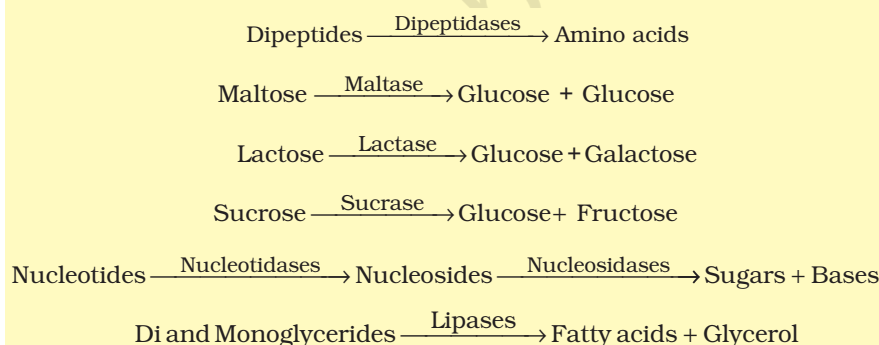 Dipeptides Dipeptidases → Amino acids
Maltose Maltase → Glucose + Glucose
Lactose Lactase → Glucose + Galactose
Sucrose Sucrase → Glucose + Fructose
Nucleotides Nucleotidases → Nucleosides Nucleosidases → Sugars + Bases
Di and Monoglycerides Lipases → Fatty acids + Glycerol